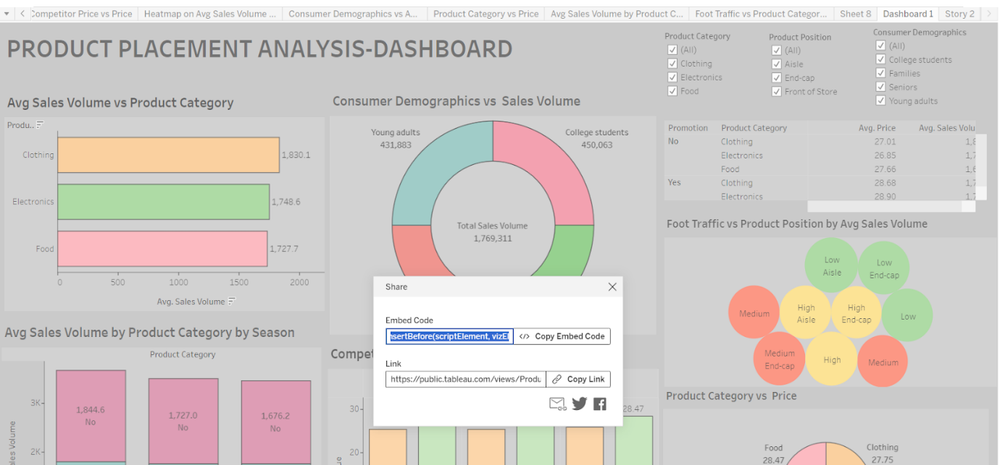 Competitor Price vs Price
Heatmap on Avg Sales Volume ...
Consumer Demographics vs A...
Product Category vs Price
Avg Sales Volume by Product C...
Foot Traffic vs Product Categor...
Sheet 8
Dashboard 1
Story 2
PRODUCT PLACEMENT ANALYSIS-DASHBOARD
Product Category
(All)
Clothing
Electronics
Food
Product Position
(All)
Aisle
End-cap
Front of Store
Consumer Demographics
(All)
College students
Families
Seniors
Young adults
Avg Sales Volume vs Product Category
Produ..
Clothing
1,830.1
Electronics
1,748.6
Food
1,727.7
0 500 1000 1500 2000
Avg. Sales Volume
Consumer Demographics vs Sales Volume
Young adults
431,883
College students
450,063
Total Sales Volume
1,769,311
Promotion Product Category Avg. Price Avg. Sales Volu
No Clothing 27.01 1,8
Electronics 26.85 1,7
Food 27.66 1,6
Yes Clothing 28.68 1,7
Electronics 28.90 1,7
Foot Traffic vs Product Position by Avg Sales Volume
Low
Aisle
Low
End-cap
Medium
High
Aisle
High
End-cap
Low
Medium
End-cap
High
Medium
Share
Embed Code
nsertBefore(scriptElement, vizE
</> Copy Embed Code
Link
https://public.tableau.com/views/Produ
Copy Link
Avg Sales Volume by Product Category by Season
Product Category
3K
2K
les Volume
1,844.6
No
1,727.0
No
1,676.2
No
Compe
30
20
28.47
Product Category vs Price
Food
28.47
Clothing
27.75